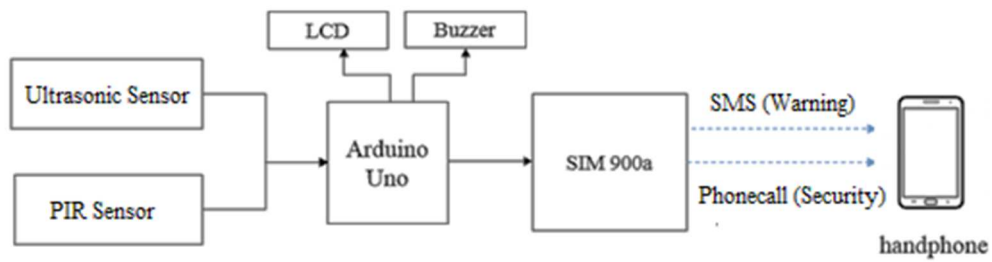 LCD
Buzzer
Ultrasonic Sensor
PIR Sensor
Arduino
Uno
SIM 900a
SMS (Warning)
Phonecall (Security)
handphone